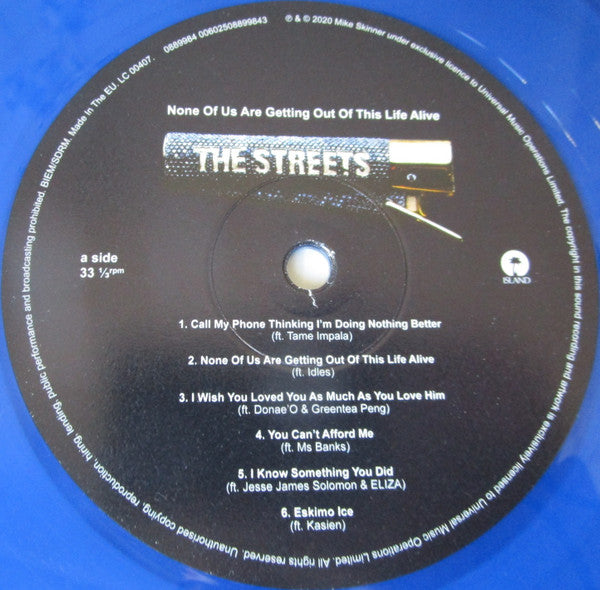 ℗ & © 2020 Mike Skinner under exclusive licence to Universal Music Operations Limited. The copyright in this sound recording and artwork is exclusively licensed to Universal Music Operations Limited. All rights reserved. Unauthorised copying, reproduction, hiring, lending, public performance and broadcasting prohibited. BIEM/SDRM. Made In The EU. LC 00407. 0889984 00602508899843
None Of Us Are Getting Out Of This Life Alive
THE STREETS
a side
33 ⅓rpm
ISLAND
1. Call My Phone Thinking I'm Doing Nothing Better
(ft. Tame Impala)
2. None Of Us Are Getting Out Of This Life Alive
(ft. Idles)
3. I Wish You Loved You As Much As You Love Him
(ft. Donae'O & Greentea Peng)
4. You Can't Afford Me
(ft. Ms Banks)
5. I Know Something You Did
(ft. Jesse James Solomon & ELIZA)
6. Eskimo Ice
(ft. Kasien)